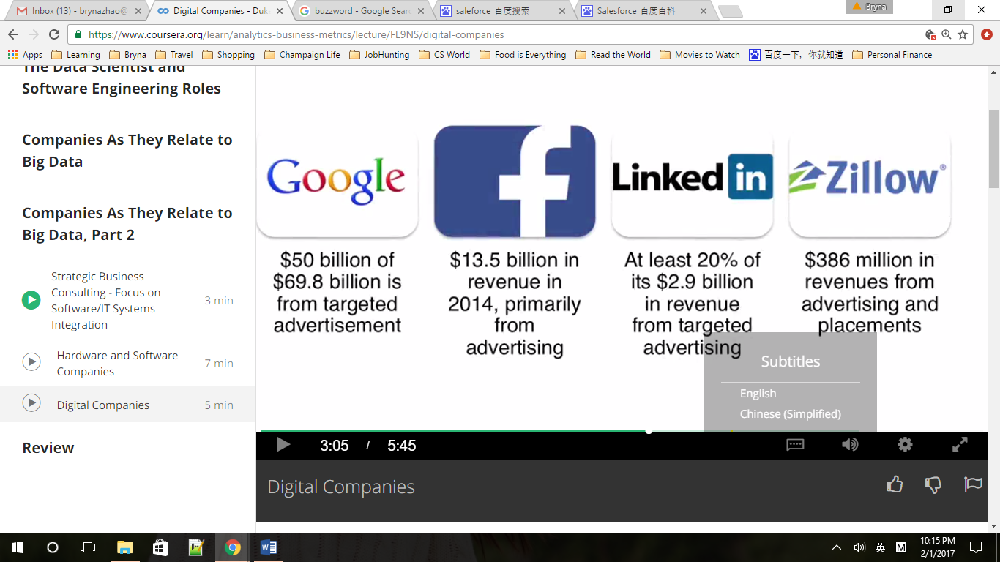 Inbox (13) - brynazhao@
Digital Companies - Duk
buzzword - Google Sear
saleforce_百度搜索
Salesforce_百度百科
Bryna
https://www.coursera.org/learn/analytics-business-metrics/lecture/FE9NS/digital-companies
Apps
Learning
Bryna
Travel
Shopping
Champaign Life
JobHunting
CS World
Food is Everything
Read the World
Movies to Watch
百度一下，你就知道
Personal Finance
The Data Scientist and
Software Engineering Roles
Companies As They Relate to
Big Data
Companies As They Relate to
Big Data, Part 2
Strategic Business
Consulting - Focus on
Software/IT Systems
Integration
3 min
Hardware and Software
Companies
7 min
Digital Companies
5 min
Review
Google
$50 billion of
$69.8 billion is
from targeted
advertisement
f
$13.5 billion in
revenue in
2014, primarily
from
advertising
Linked in
At least 20% of
its $2.9 billion
in revenue
from targeted
advertising
Zillow®
$386 million in
revenues from
advertising and
placements
Subtitles
English
Chinese (Simplified)
3:05 / 5:45
Digital Companies
英
M
10:15 PM
2/1/2017